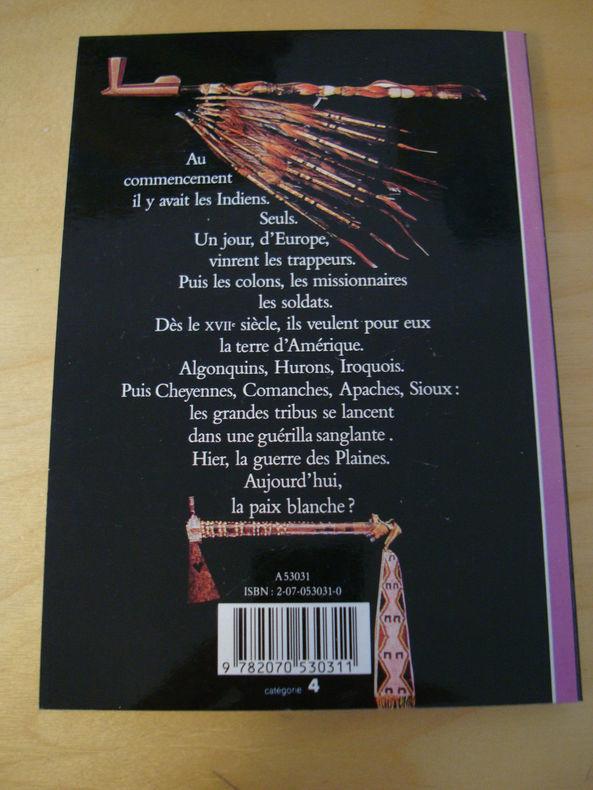 Au
commencement
il y avait les Indiens.
Seuls.
Un jour, d'Europe,
vinrent les trappeurs.
Puis les colons, les missionnaires
les soldats.
Dès le XVIIe siècle, ils veulent pour eux
la terre d'Amérique.
Algonquins, Hurons, Iroquois.
Puis Cheyennes, Comanches, Apaches, Sioux :
les grandes tribus se lancent
dans une guérilla sanglante .
Hier, la guerre des Plaines.
Aujourd'hui,
la paix blanche ?
A 53031
ISBN : 2-07-053031-0
9 782070 530311
catégorie 4